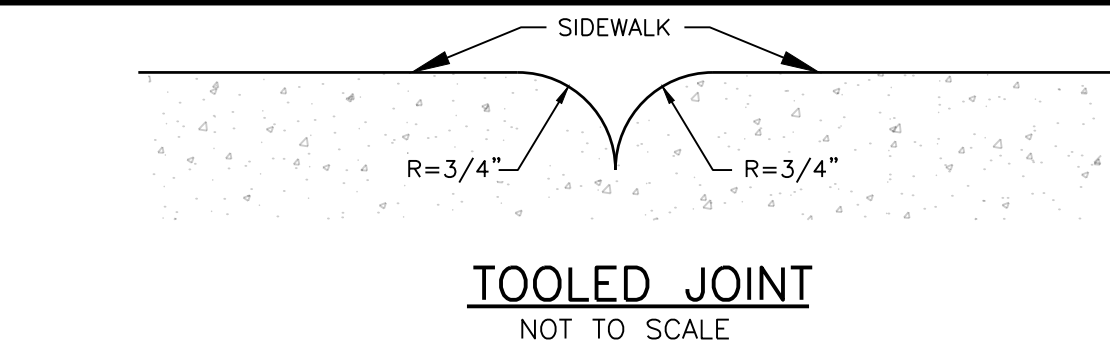 SIDEWALK
R=3/4" R=3/4"
TOOLED JOINT
NOT TO SCALE